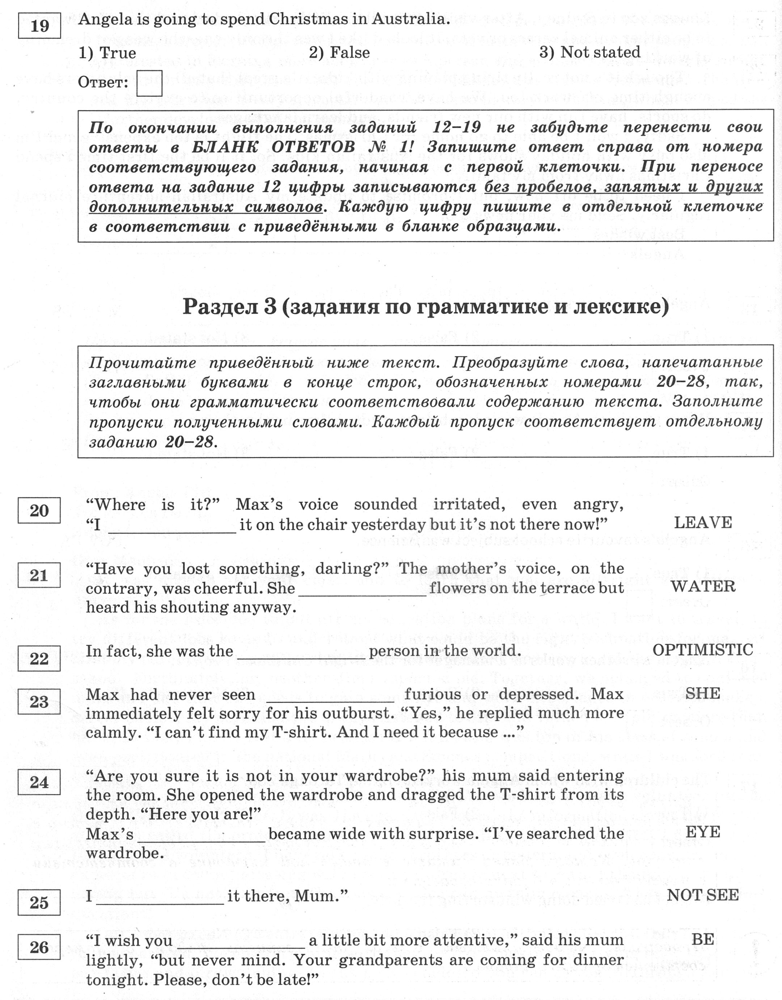 19 Angela is going to spend Christmas in Australia.
1) True 2) False 3) Not stated
Ответ:
По окончании выполнения заданий 12–19 не забудьте перенести свои
ответы в БЛАНК ОТВЕТОВ № 1! Запишите ответ справа от номера
соответствующего задания, начиная с первой клеточки. При переносе
ответа на задание 12 цифры записываются без пробелов, запятых и других
дополнительных символов. Каждую цифру пишите в отдельной клеточке
в соответствии с приведёнными в бланке образцами.
Раздел 3 (задания по грамматике и лексике)
Прочитайте приведённый ниже текст. Преобразуйте слова, напечатанные
заглавными буквами в конце строк, обозначенных номерами 20–28, так,
чтобы они грамматически соответствовали содержанию текста. Заполните
пропуски полученными словами. Каждый пропуск соответствует отдельному
заданию 20–28.
20 “Where is it?” Max’s voice sounded irritated, even angry,
“I ____________ it on the chair yesterday but it’s not there now!” LEAVE
21 “Have you lost something, darling?” The mother’s voice, on the
contrary, was cheerful. She ____________ flowers on the terrace but WATER
heard his shouting anyway.
22 In fact, she was the ____________ person in the world. OPTIMISTIC
23 Max had never seen ____________ furious or depressed. Max SHE
immediately felt sorry for his outburst. “Yes,” he replied much more
calmly. “I can’t find my T-shirt. And I need it because ...”
24 “Are you sure it is not in your wardrobe?” his mum said entering
the room. She opened the wardrobe and dragged the T-shirt from its
depth. “Here you are!”
Max’s ____________ became wide with surprise. “I’ve searched the EYE
wardrobe.
25 I ____________ it there, Mum.” NOT SEE
26 “I wish you ____________ a little bit more attentive,” said his mum BE
lightly, “but never mind. Your grandparents are coming for dinner
tonight. Please, don’t be late!”